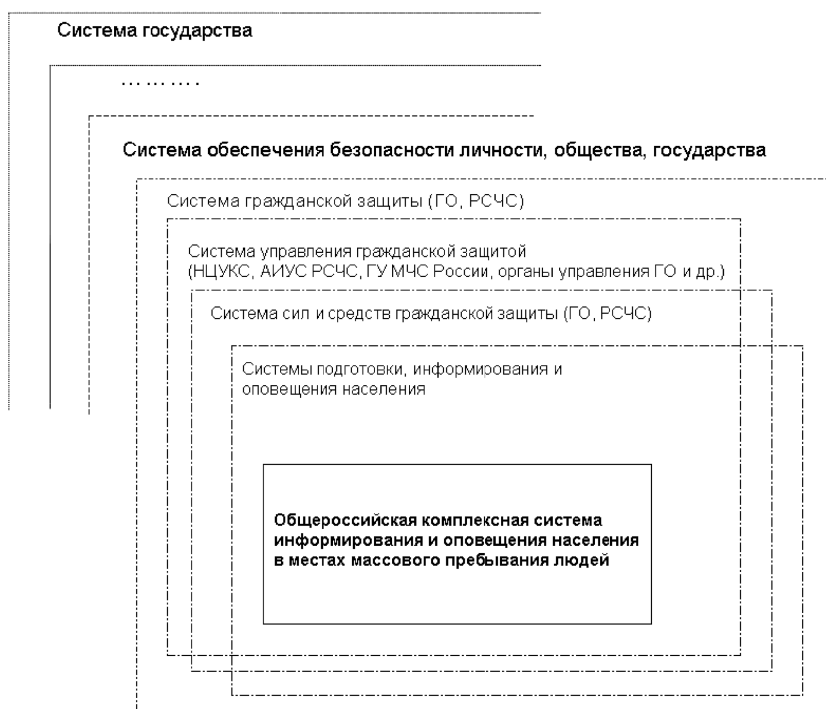 Система государства
……….
Система обеспечения безопасности личности, общества, государства
Система гражданской защиты (ГО, РСЧС)
Система управления гражданской защитой
(НЦУКС, АИУС РСЧС, ГУ МЧС России, органы управления ГО и др.)
Система сил и средств гражданской защиты (ГО, РСЧС)
Системы подготовки, информирования и
оповещения населения
Общероссийская комплексная система
информирования и оповещения населения
в местах массового пребывания людей